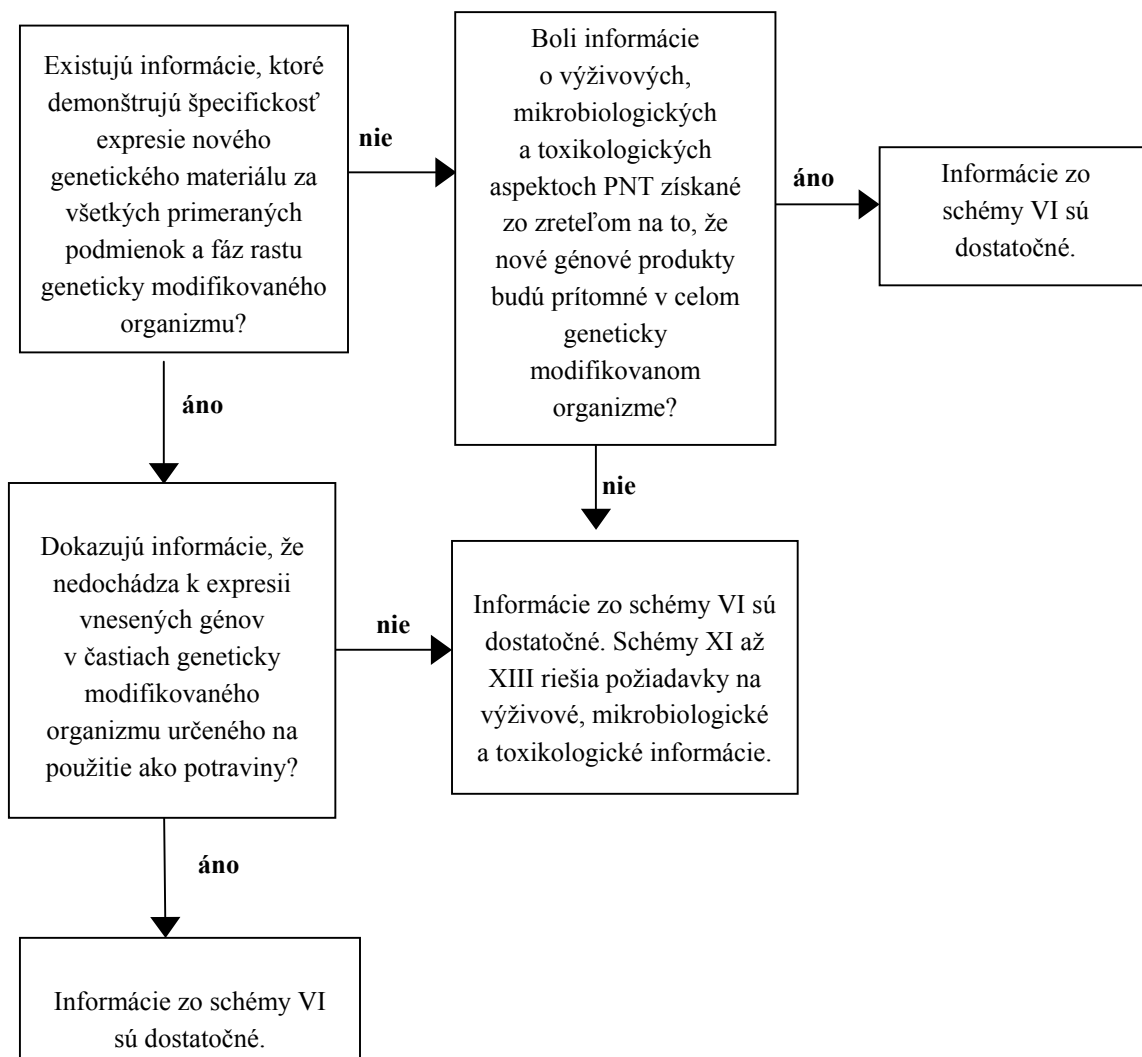 Existujú informácie, ktoré
demonštrujú špecifickosť
expresie nového
genetického materiálu za
všetkých primeraných
podmienok a fáz rastu
geneticky modifikovaného
organizmu?
nie
Boli informácie
o výživových,
mikrobiologických
a toxikologických
aspektoch PNT získané
zo zreteľom na to, že
nové génové produkty
budú prítomné v celom
geneticky
modifikovanom
organizme?
áno
Informácie zo
schémy VI sú
dostatočné.
áno
nie
Dokazujú informácie, že
nedochádza k expresii
vnesených génov
v častiach geneticky
modifikovaného
organizmu určeného na
použitie ako potraviny?
nie
Informácie zo schémy VI sú
dostatočné. Schémy XI až
XIII riešia požiadavky na
výživové, mikrobiologické
a toxikologické informácie.
áno
Informácie zo schémy VI
sú dostatočné.